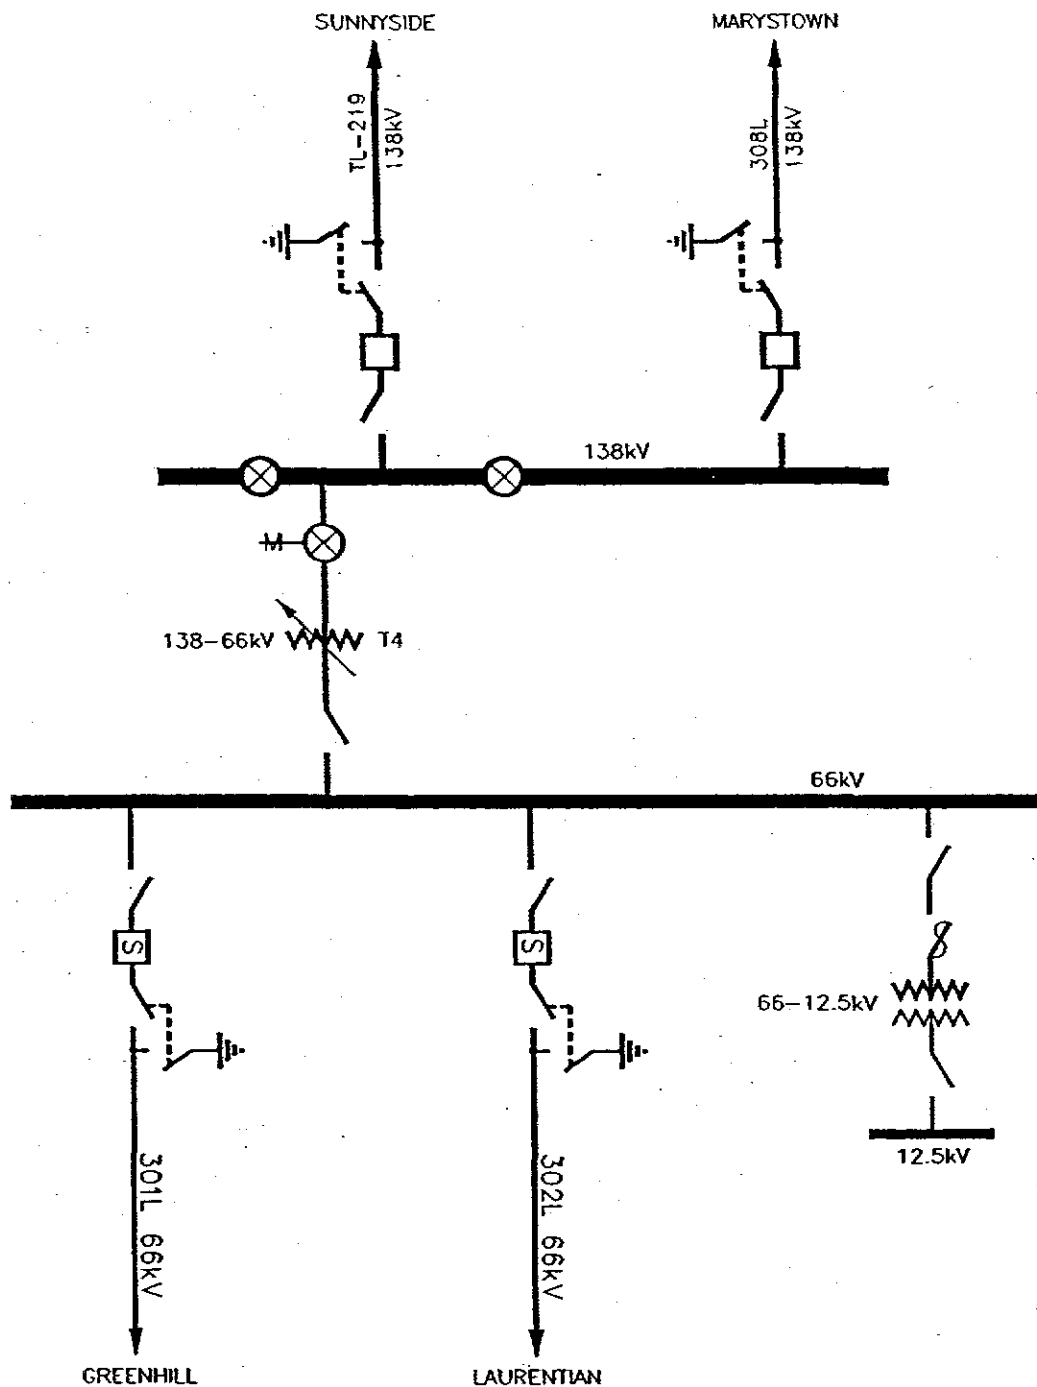 SUNNYSIDE
MARYSTOWN
TL-219
138kV
308L
138kV
138kV
M
138-66kV
T4
66kV
S
S
66-12.5kV
12.5kV
301L 66kV
302L 66kV
GREENHILL
LAURENTIAN